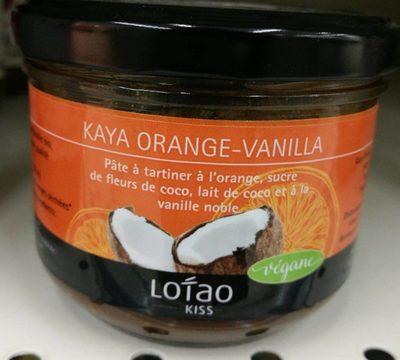 KAYA ORANGE-VANILLA
Pâte à tartiner à l'orange, sucre
de fleurs de coco, lait de coco et à la
vanille noble
végane
LOTAO
KISS